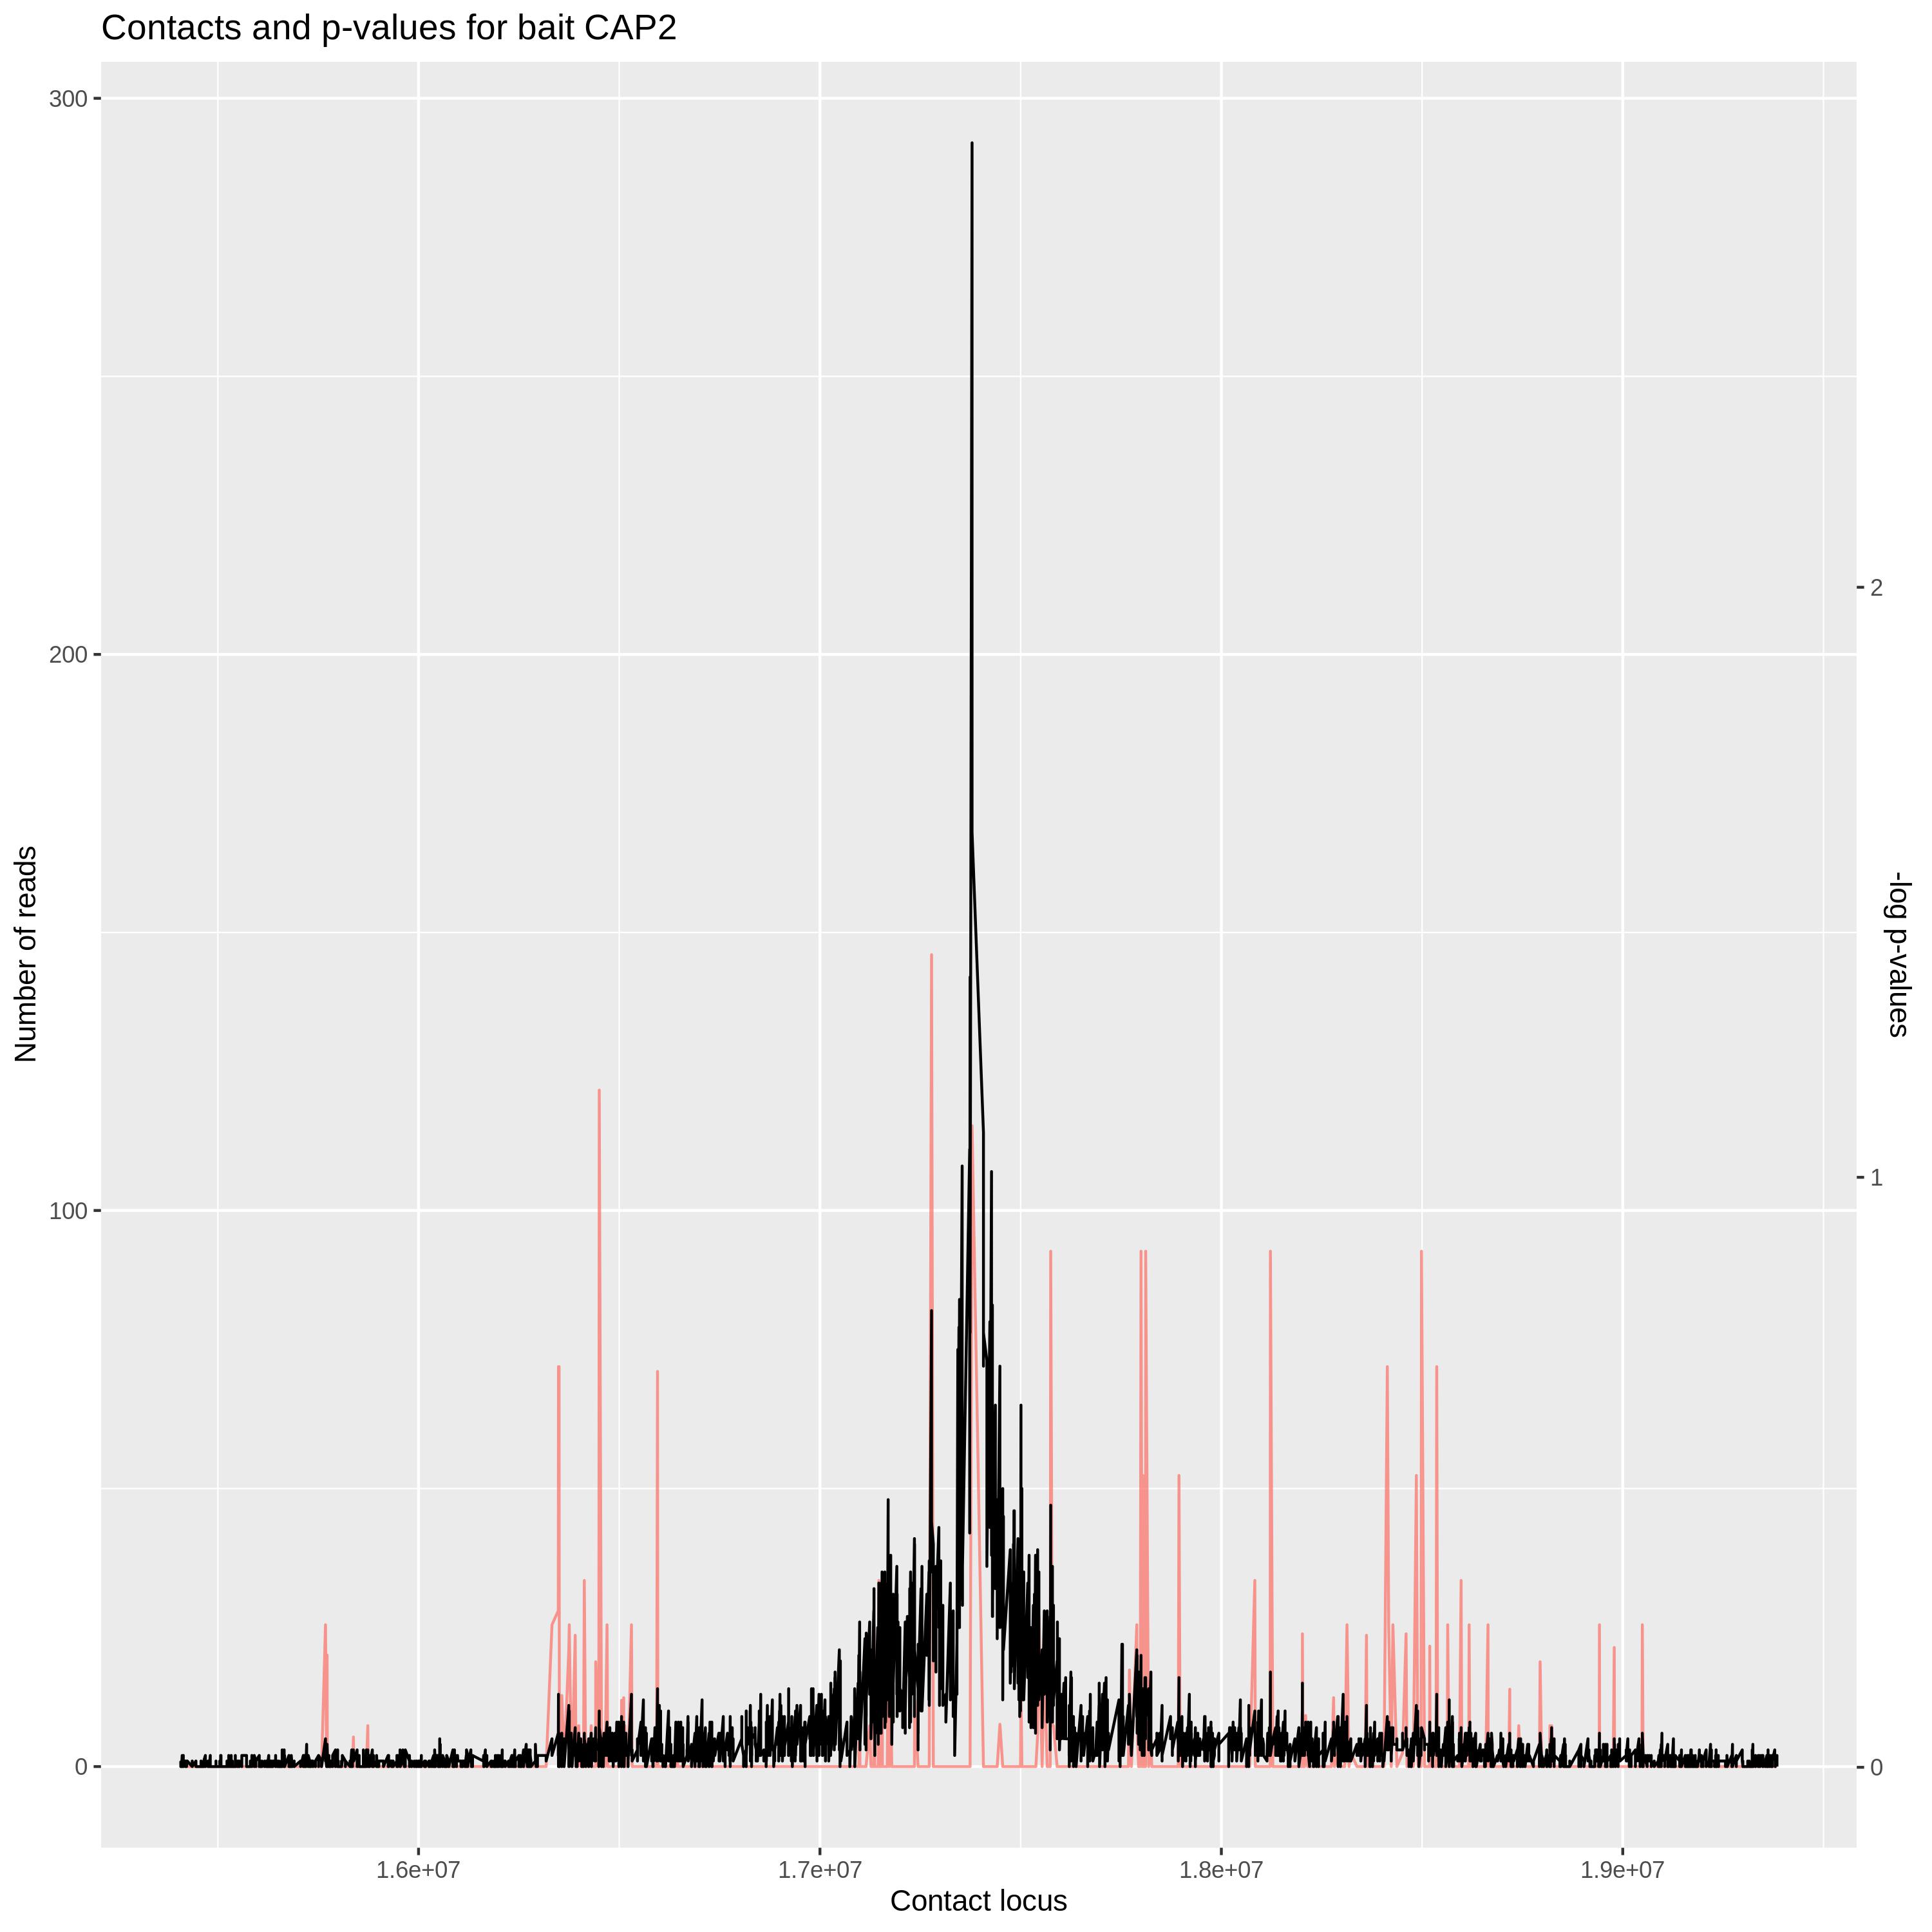 Contacts and p-values for bait CAP2
300
200
100
0
Number of reads
2
1
0
-log p-values
1.6e+07 1.7e+07 1.8e+07 1.9e+07
Contact locus